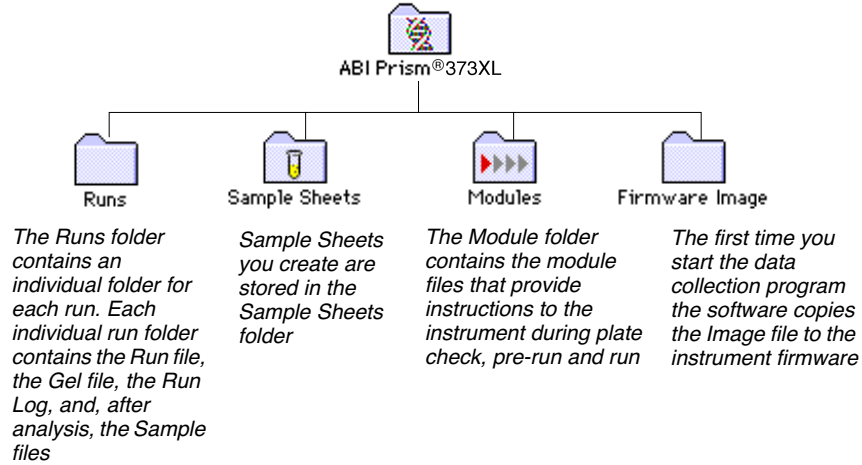 ABI Prism®373XL
Runs
Sample Sheets
Modules
Firmware Image
The Runs folder
contains an
individual folder for
each run. Each
individual run folder
contains the Run file,
the Gel file, the Run
Log, and, after
analysis, the Sample
files
Sample Sheets
you create are
stored in the
Sample Sheets
folder
The Module folder
contains the module
files that provide
instructions to the
instrument during plate
check, pre-run and run
The first time you
start the data
collection program
the software copies
the Image file to the
instrument firmware